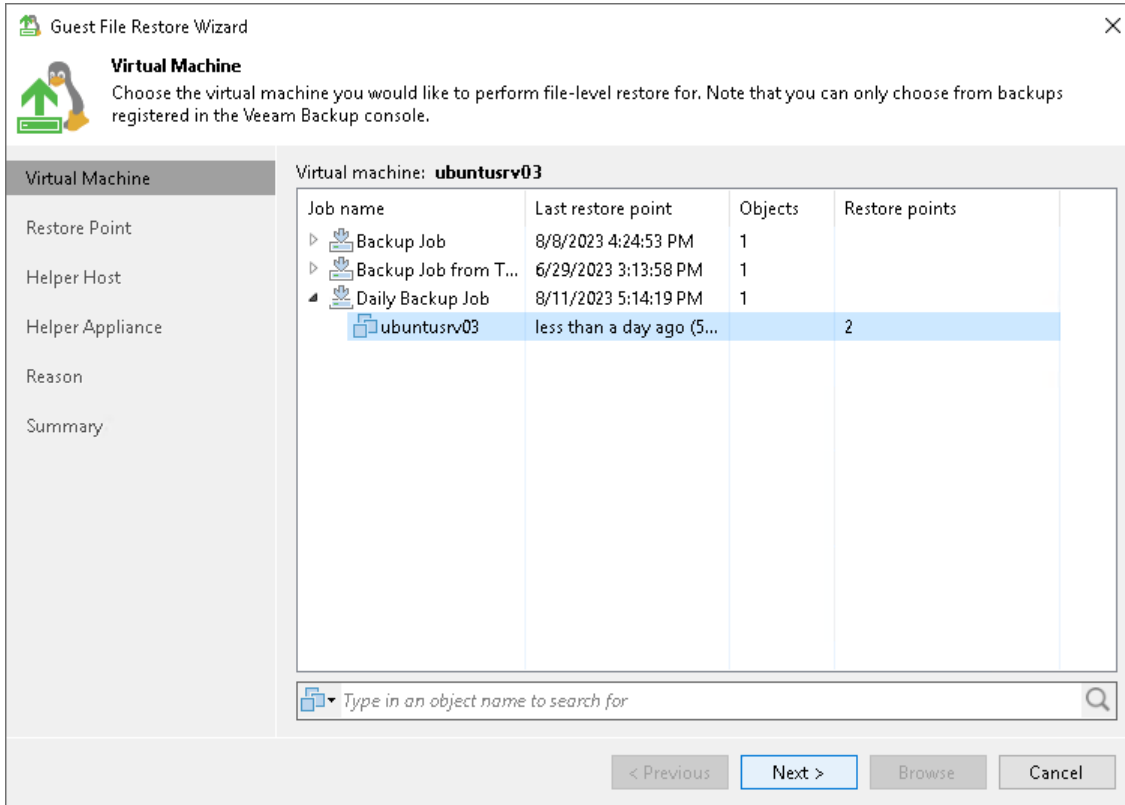 Guest File Restore Wizard
Virtual Machine
Choose the virtual machine you would like to perform file-level restore for. Note that you can only choose from backups
registered in the Veeam Backup console.
Virtual Machine
Restore Point
Helper Host
Helper Appliance
Reason
Summary
Virtual machine: ubuntusrv03
Job name Last restore point Objects Restore points
Backup Job 8/8/2023 4:24:53 PM 1
Backup Job from T... 6/29/2023 3:13:58 PM 1
Daily Backup Job 8/11/2023 5:14:19 PM 1
ubuntusrv03 less than a day ago (5... 2
Type in an object name to search for
< Previous Next > Browse Cancel